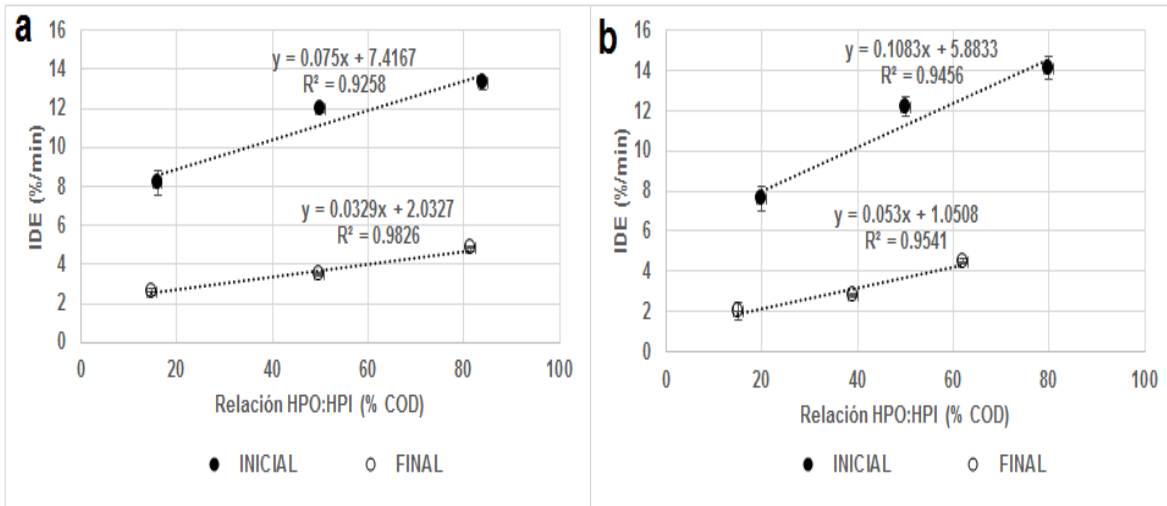 a
16
14
12
10
8
6
4
2
0
IDE (%/min)
y = 0.075x + 7.4167
R² = 0.9258
y = 0.0329x + 2.0327
R² = 0.9826
0 20 40 60 80 100
Relación HPO:HPI (% COD)
INICIAL FINAL
b
16
14
12
10
8
6
4
2
0
IDE (%/min)
y = 0.1083x + 5.8833
R² = 0.9456
y = 0.053x + 1.0508
R² = 0.9541
0 20 40 60 80 100
Relación HPO:HPI (% COD)
INICIAL FINAL